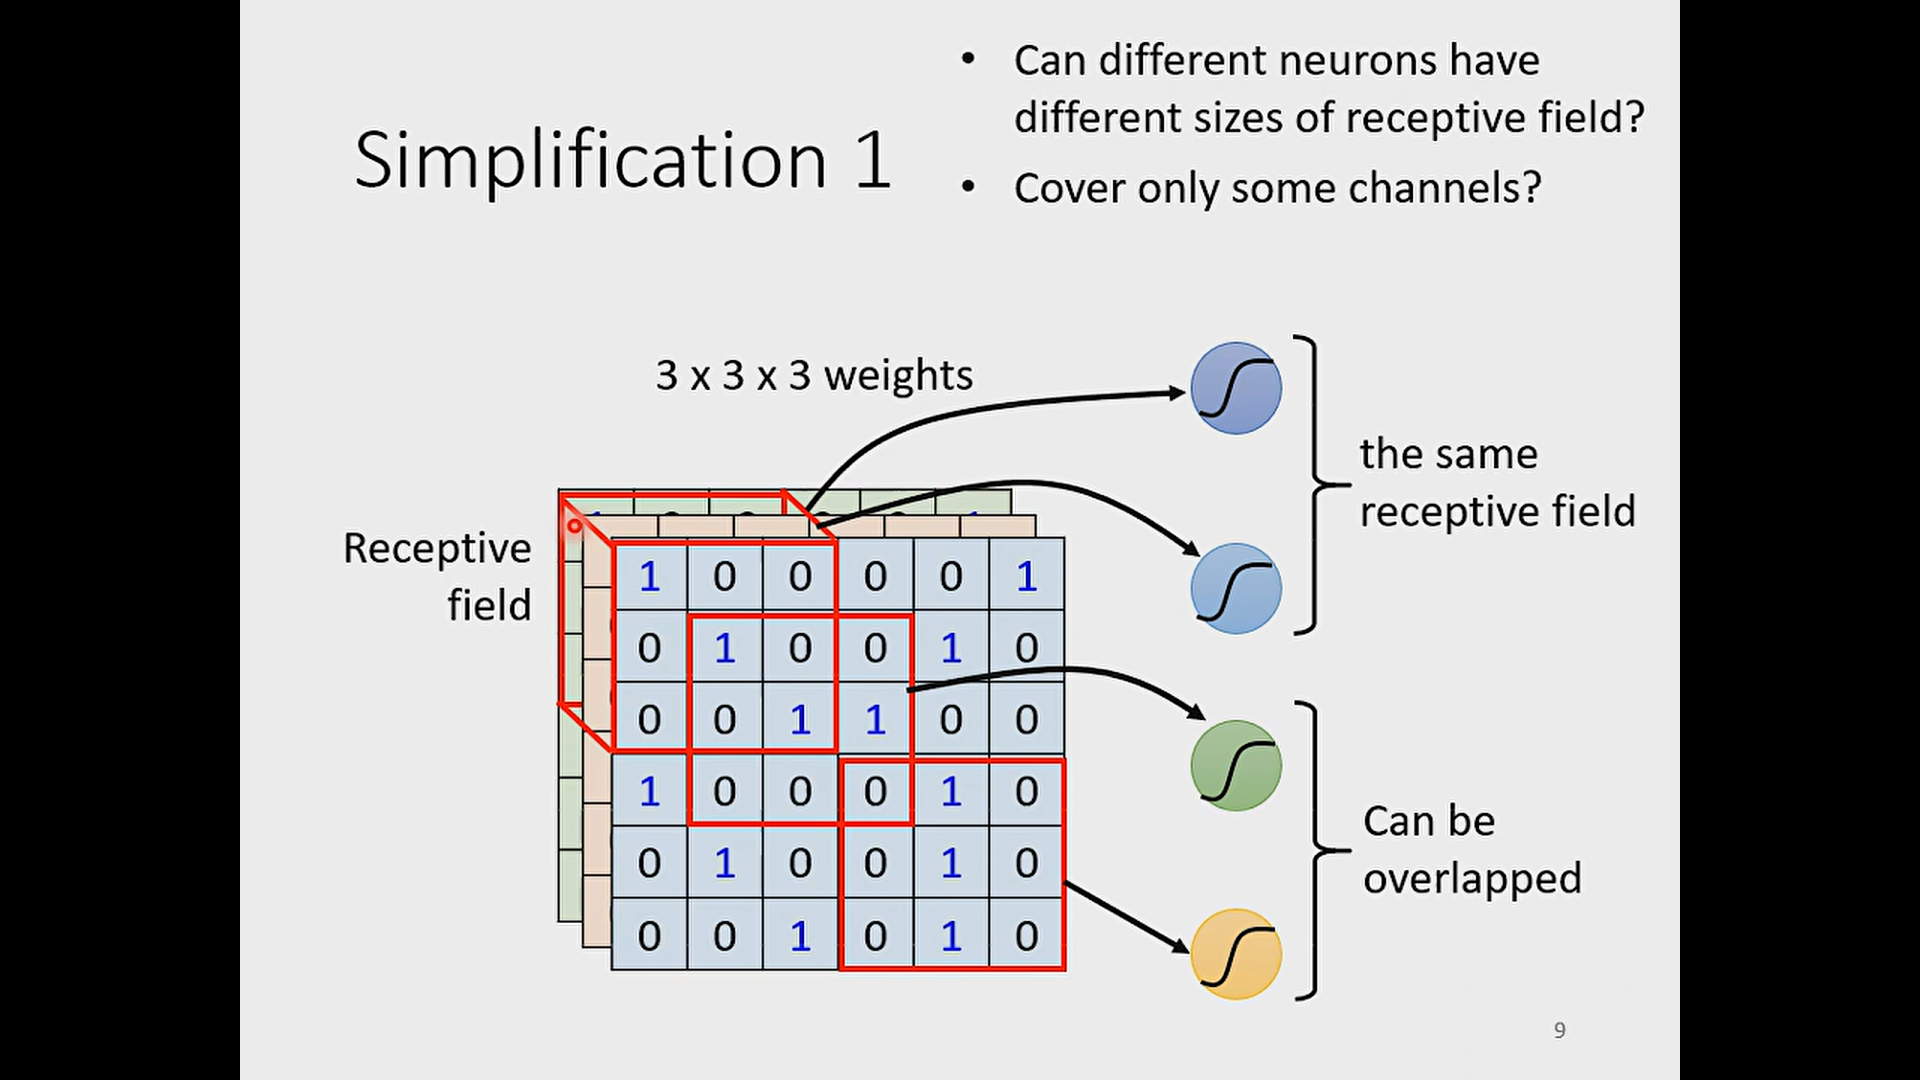 Simplification 1
• Can different neurons have
different sizes of receptive field?
• Cover only some channels?
3 x 3 x 3 weights
the same
receptive field
Receptive
field
1 0 0 0 0 1
0 1 0 0 1 0
0 0 1 1 0 0
1 0 0 0 1 0
0 1 0 0 1 0
0 0 1 0 1 0
Can be
overlapped
9